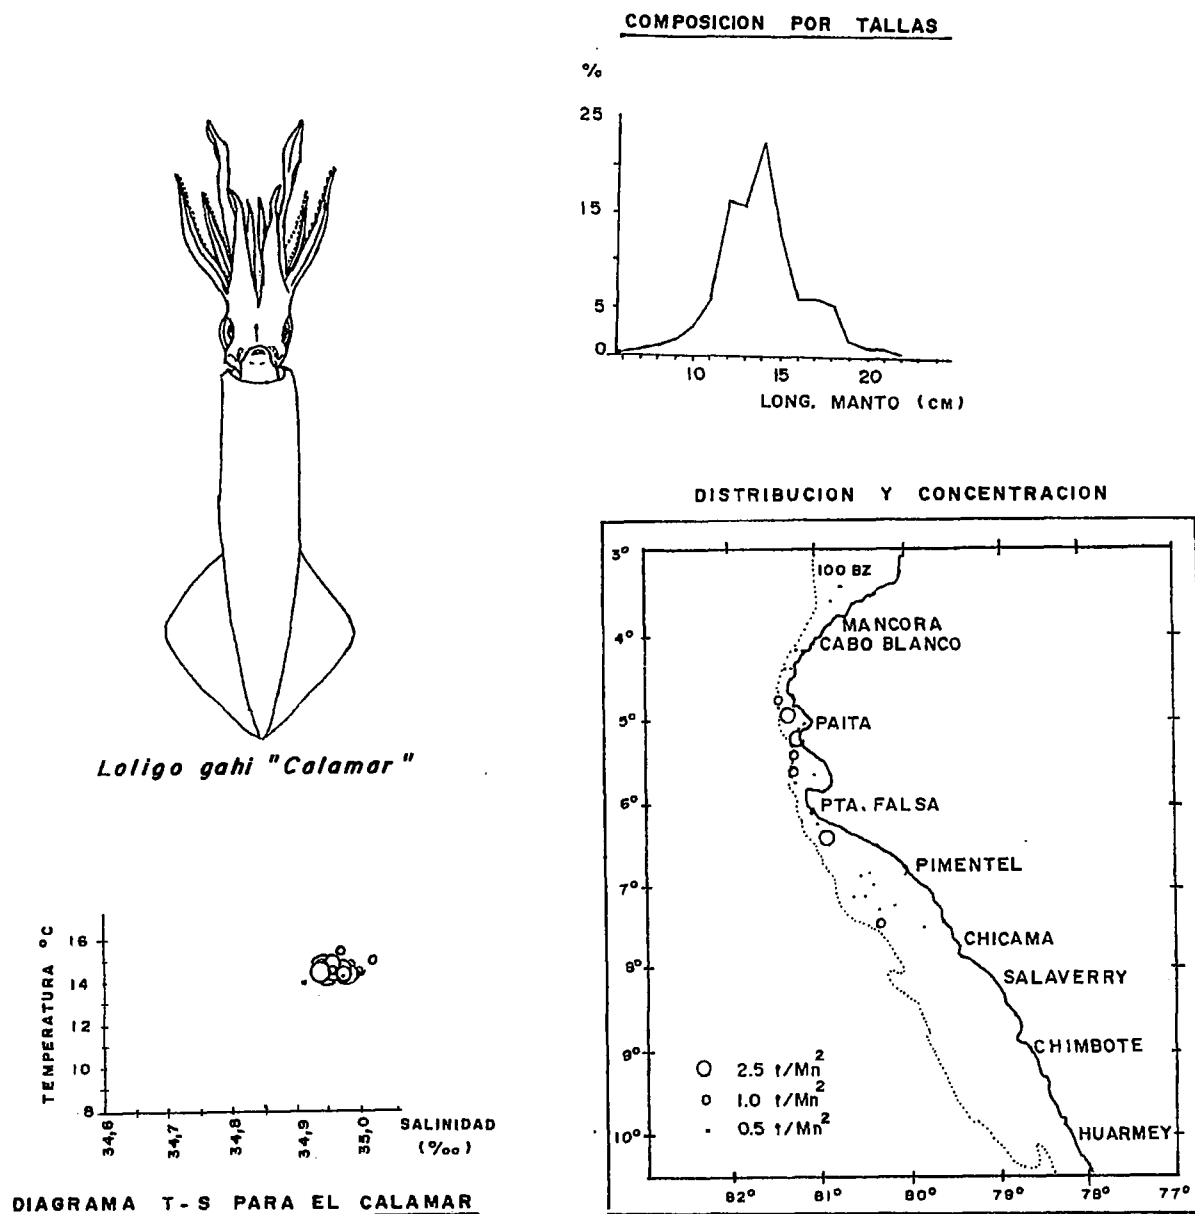 COMPOSICION POR TALLAS
%
25
15
5
0
10 15 20
LONG. MANTO (CM)
Loligo gahi "Calamar"
DISTRIBUCION Y CONCENTRACION
3°
4°
5°
6°
7°
8°
9°
10°
100 BZ
MANCORA
CABO BLANCO
PAITA
PTA. FALSA
PIMENTEL
CHICAMA
SALAVERRY
CHIMBOTE
HUARMEY
2.5 t/Mn²
1.0 t/Mn²
0.5 t/Mn²
82° 81° 80° 79° 78° 77°
TEMPERATURA °C
16
14
12
10
8
34,6 34,7 34,8 34,9 35,0
SALINIDAD
(‰)
DIAGRAMA T-S PARA EL CALAMAR